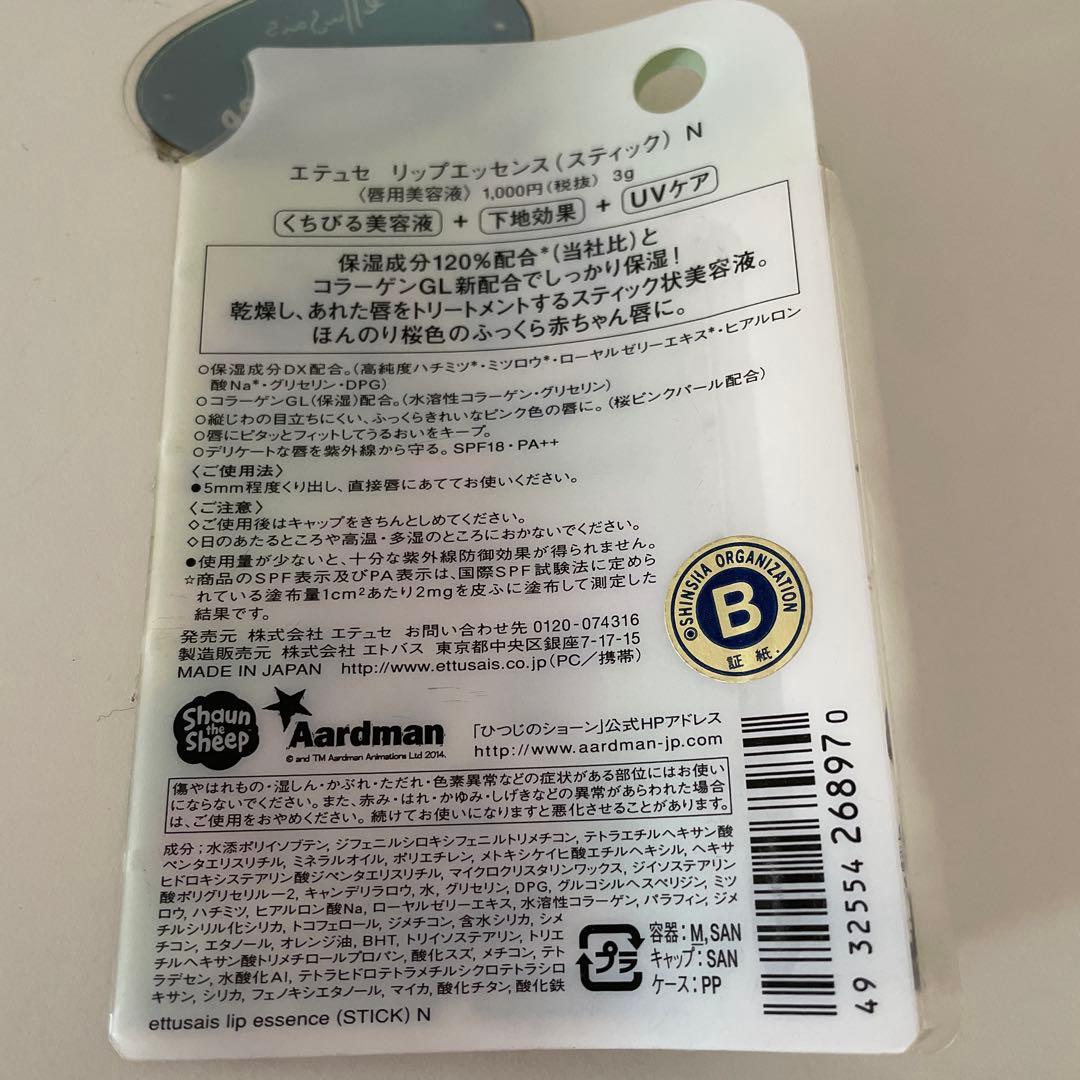 ettusais
エテュセ リップエッセンス(スティック) N
〈唇用美容液〉 1,000円(税抜) 3g
くちびる美容液 + 下地効果 + UVケア
保湿成分120%配合*(当社比)と
コラーゲンGL新配合でしっかり保湿!
乾燥し、あれた唇をトリートメントするスティック状美容液。
ほんのり桜色のふっくら赤ちゃん唇に。
○保湿成分DX配合。(高純度ハチミツ*・ミツロウ*・ローヤルゼリーエキス*・ヒアルロン
酸Na*・グリセリン・DPG)
○コラーゲンGL(保湿)配合。(水溶性コラーゲン・グリセリン)
○縦じわの目立ちにくい、ふっくらきれいなピンク色の唇に。(桜ピンクパール配合)
○唇にピタッとフィットしてうるおいをキープ。
○デリケートな唇を紫外線から守る。SPF18・PA++
〈ご使用法〉
●5mm程度くり出し、直接唇にあててお使いください。
〈ご注意〉
◇ご使用後はキャップをきちんとしめてください。
◇日のあたるところや高温・多湿のところにおかないでください。
●使用量が少ないと、十分な紫外線防御効果が得られません。
☆商品のSPF表示及びPA表示は、国際SPF試験法に定めら
れている塗布量1cm²あたり2mgを皮ふに塗布して測定した
結果です。
発売元 株式会社 エテュセ お問い合わせ先 0120-074316
製造販売元 株式会社 エトバス 東京都中央区銀座7-17-15
MADE IN JAPAN http://www.ettusais.co.jp(PC/携帯)
SHINSHA ORGANIZATION
B
証紙.
Shaun
the
Sheep
Aardman
© and TM Aardman Animations Ltd 2014.
「ひつじのショーン」公式HPアドレス
http://www.aardman-jp.com
傷やはれもの・湿しん・かぶれ・ただれ・色素異常などの症状がある部位にはお使い
にならないでください。また、赤み・はれ・かゆみ・しげきなどの異常があらわれた場合
は、ご使用をおやめください。続けてお使いになりますと悪化させることがあります。
成分;水添ポリイソブテン, ジフェニルシロキシフェニルトリメチコン, テトラエチルヘキサン酸
ペンタエリスリチル, ミネラルオイル, ポリエチレン, メトキシケイヒ酸エチルヘキシル, ヘキサ
ヒドロキシステアリン酸ジペンタエリスリチル, マイクロクリスタリンワックス, ジイソステアリン
酸ポリグリセリル-2, キャンデリラロウ, 水, グリセリン, DPG, グルコシルヘスペリジン, ミツ
ロウ, ハチミツ, ヒアルロン酸Na, ローヤルゼリーエキス, 水溶性コラーゲン, パラフィン, ジメ
チルシリル化シリカ, トコフェロール, ジメチコン, 含水シリカ, シメ
チコン, エタノール, オレンジ油, BHT, トリイソステアリン, トリエ
チルヘキサン酸トリメチロールプロパン, 酸化スズ, メチコン, テト
ラデセン, 水酸化Al, テトラヒドロテトラメチルシクロテトラシロ
キサン, シリカ, フェノキシエタノール, マイカ, 酸化チタン, 酸化鉄
プラ
容器:M,SAN
キャップ:SAN
ケース:PP
ettusais lip essence (STICK) N
49 32554 26897 0